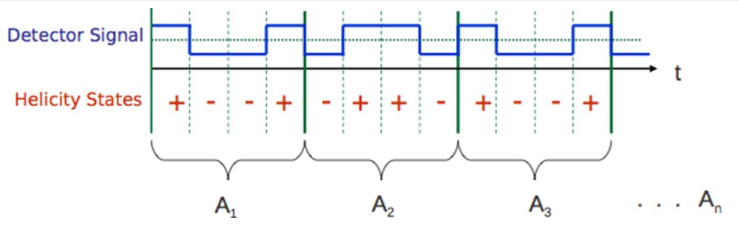 Detector Signal
t
Helicity States + - - + - + + - + - - +
A₁ A₂ A₃ . . . Aₙ